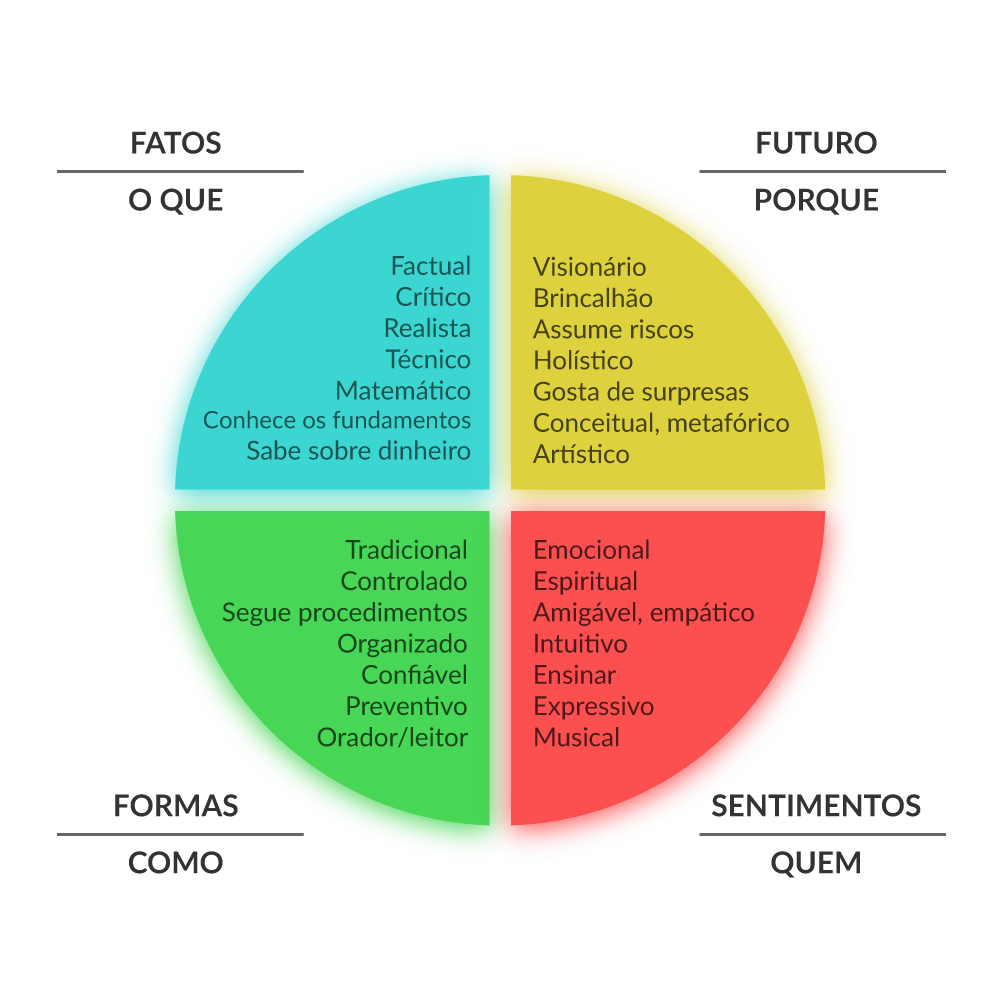 FATOS
O QUE
Factual
Crítico
Realista
Técnico
Matemático
Conhece os fundamentos
Sabe sobre dinheiro
FUTURO
PORQUE
Visionário
Brincalhão
Assume riscos
Holístico
Gosta de surpresas
Conceitual, metafórico
Artístico
Tradicional
Controlado
Segue procedimentos
Organizado
Confiável
Preventivo
Orador/leitor
FORMAS
COMO
Emocional
Espiritual
Amigável, empático
Intuitivo
Ensinar
Expressivo
Musical
SENTIMENTOS
QUEM